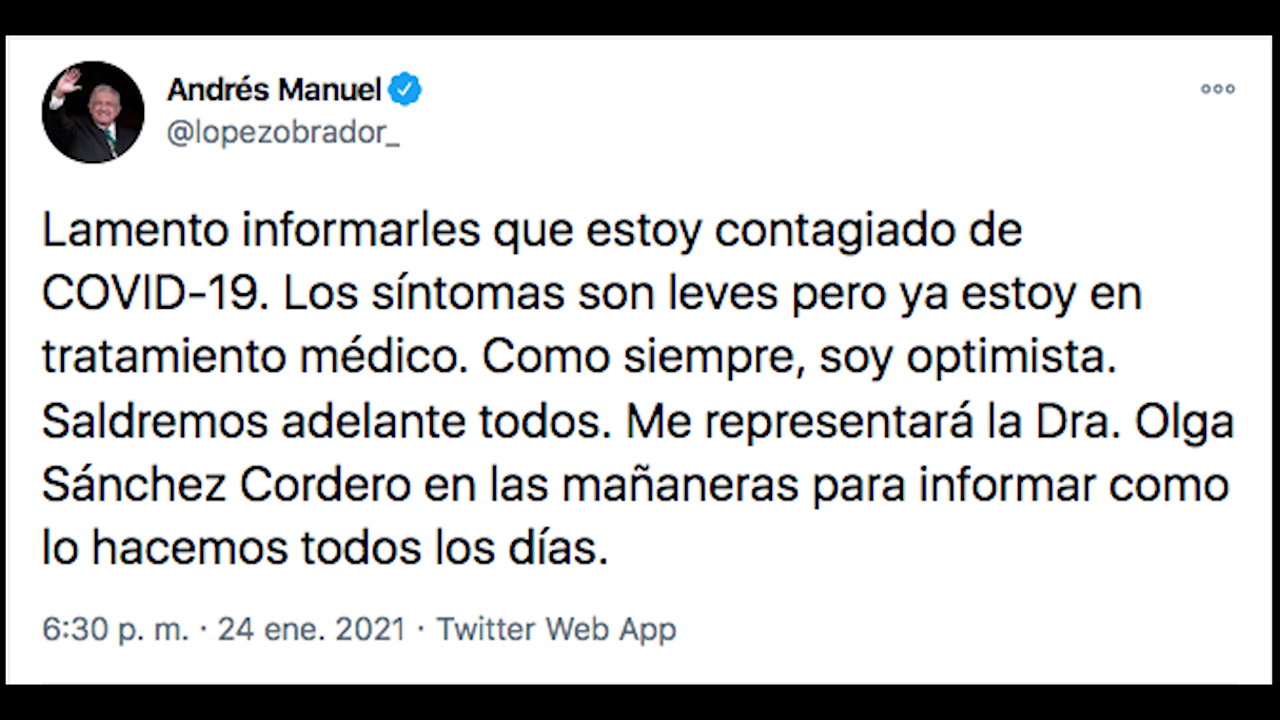 Andrés Manuel
@lopezobrador_
Lamento informarles que estoy contagiado de
COVID-19. Los síntomas son leves pero ya estoy en
tratamiento médico. Como siempre, soy optimista.
Saldremos adelante todos. Me representará la Dra. Olga
Sánchez Cordero en las mañaneras para informar como
lo hacemos todos los días.
6:30 p. m. · 24 ene. 2021 · Twitter Web App